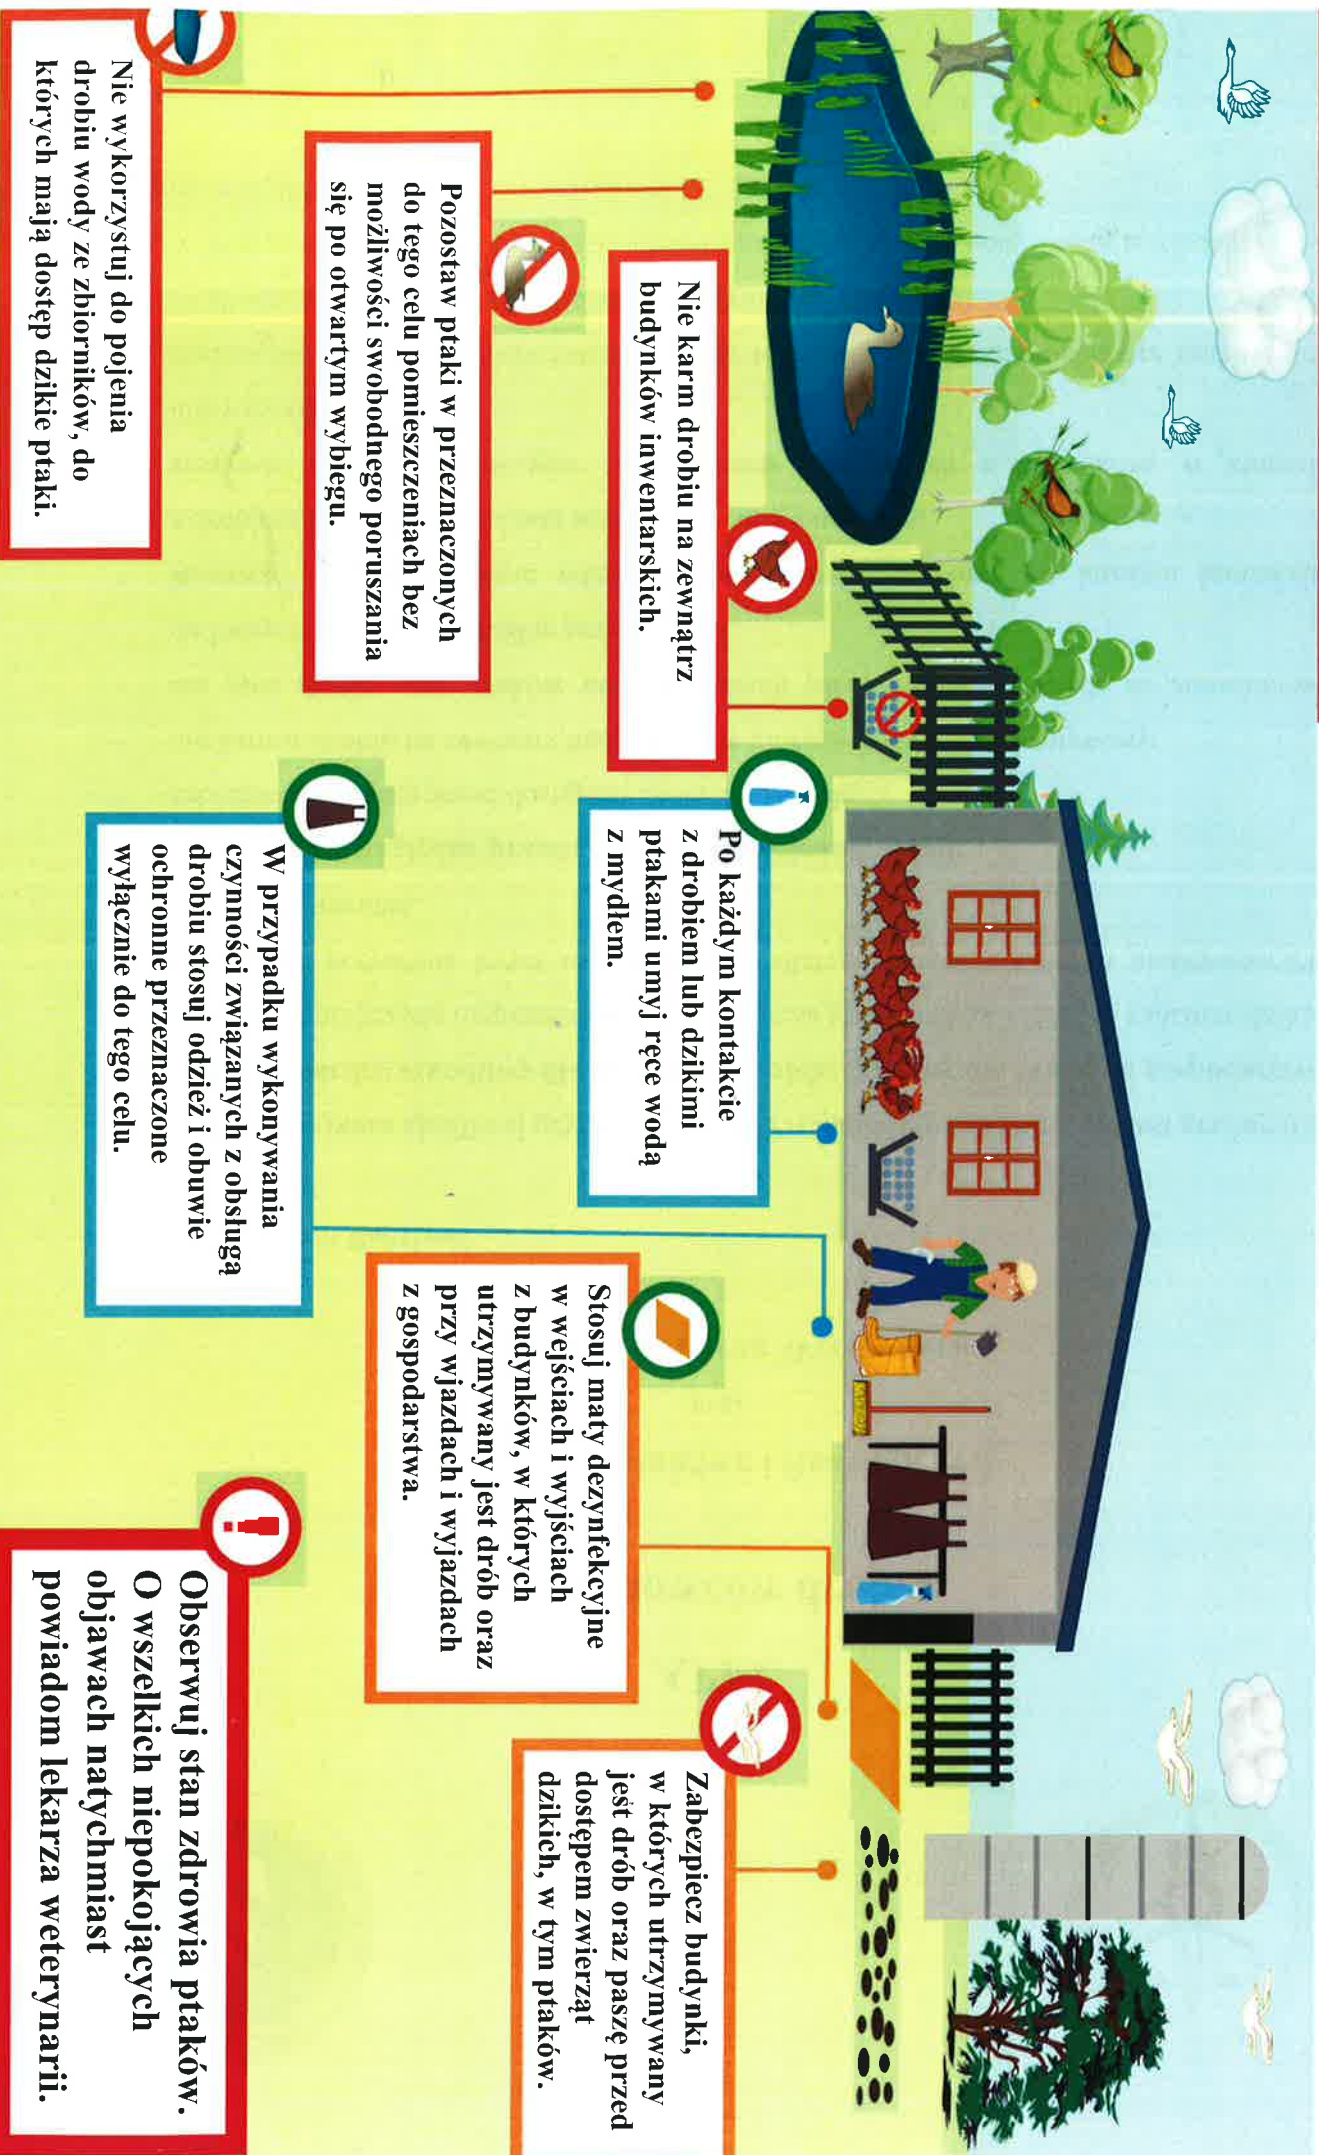 Nie wykorzystuj do pojenia
drobiu wody ze zbiorników, do
których mają dostęp dzikie ptaki.
Pozostaw ptaki w przeznaczonych
do tego celu pomieszczeniach bez
możliwości swobodnego poruszania
się po otwartym wybiegu.
Nie karm drobiu na zewnątrz
budynków inwentarskich.
Po każdym kontakcie
z drobiem lub dzikimi
ptakami umyj ręce wodą
z mydłem.
W przypadku wykonywania
czynności związanych z obsługą
drobiu stosuj odzież i obuwie
ochronne przeznaczone
wyłącznie do tego celu.
Stosuj maty dezynfekcyjne
w wejściach i wyjściach
z budynków, w których
utrzymywany jest drób oraz
przy wjazdach i wyjazdach
z gospodarstwa.
Zabezpiecz budynki,
w których utrzymywany
jest drób oraz paszę przed
dostępem zwierząt
dzikich, w tym ptaków.
Obserwuj stan zdrowia ptaków.
O wszelkich niepokojących
objawach natychmiast
powiadom lekarza weterynarii.